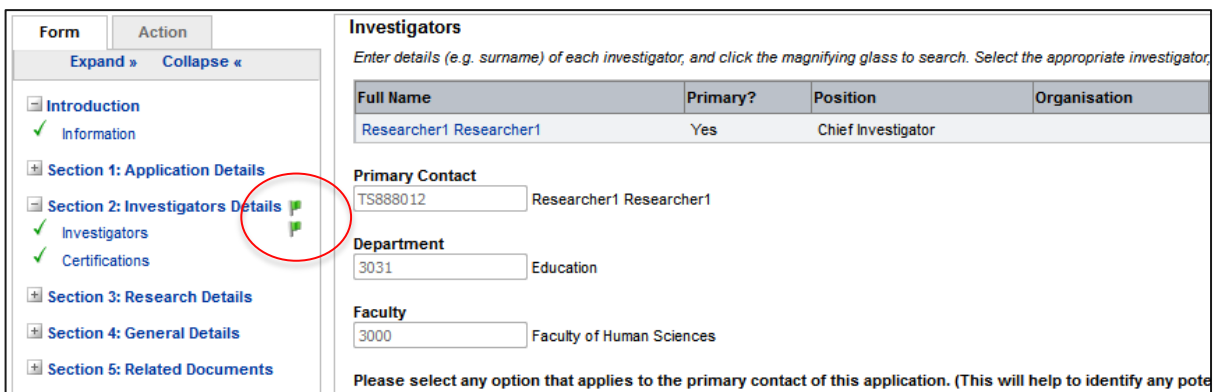 Form Action
Expand » Collapse «
Introduction
Information
Section 1: Application Details
Section 2: Investigators Details
Investigators
Certifications
Section 3: Research Details
Section 4: General Details
Section 5: Related Documents
Investigators
Enter details (e.g. surname) of each investigator, and click the magnifying glass to search. Select the appropriate investigator,
Full Name Primary? Position Organisation
Researcher1 Researcher1 Yes Chief Investigator
Primary Contact
TS888012 Researcher1 Researcher1
Department
3031 Education
Faculty
3000 Faculty of Human Sciences
Please select any option that applies to the primary contact of this application. (This will help to identify any pote